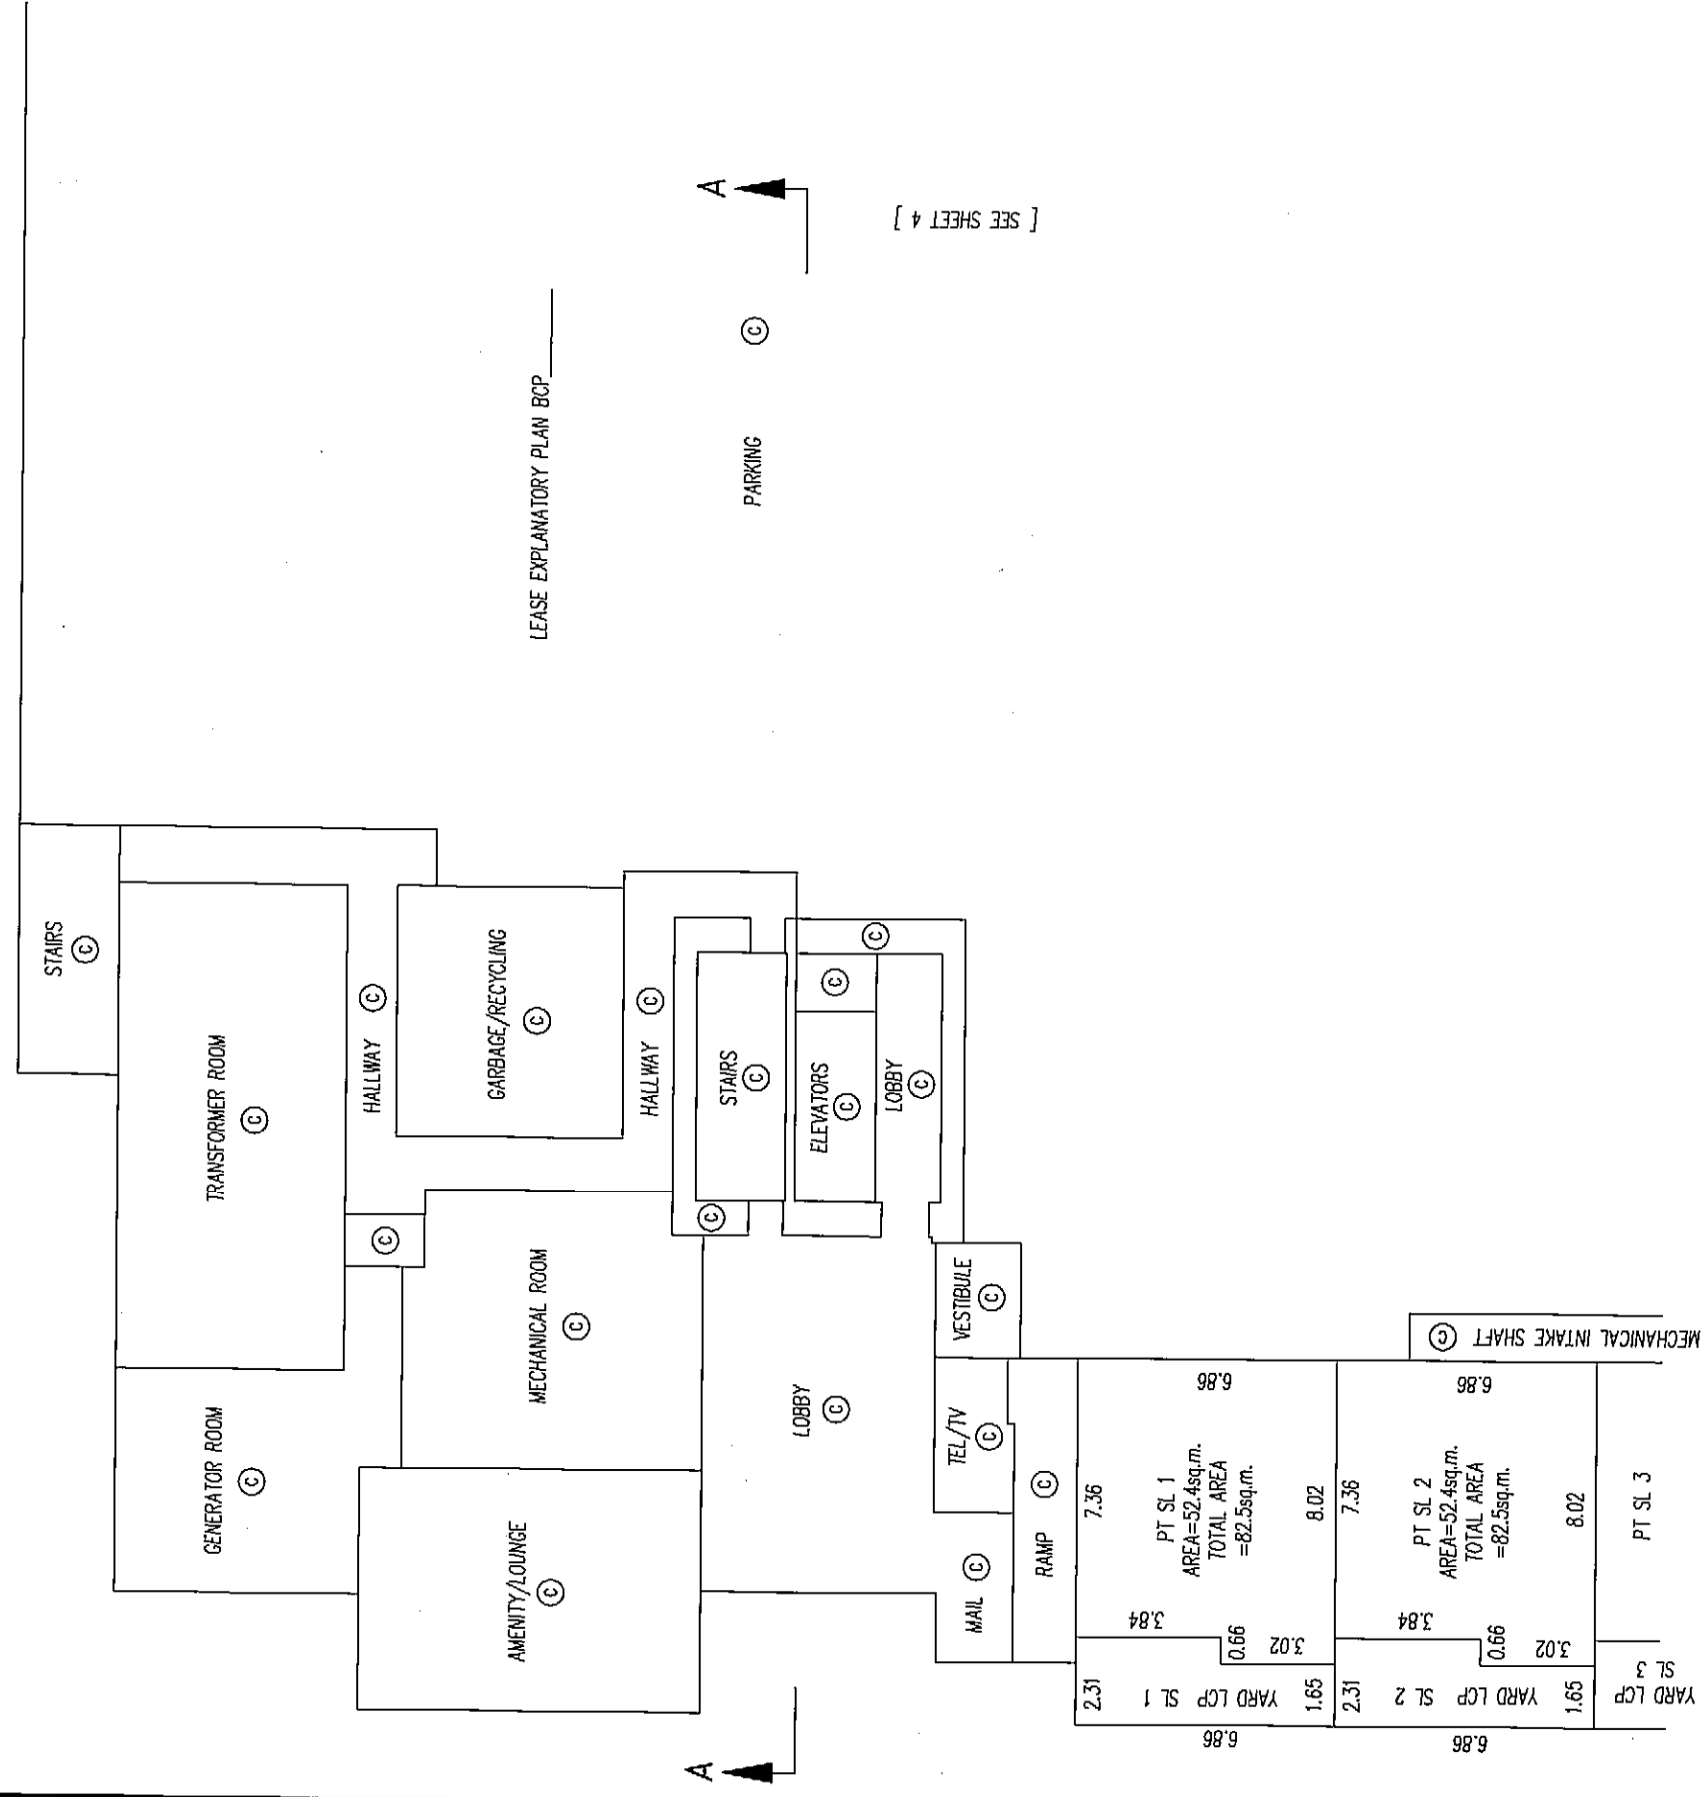 STAIRS
C
TRANSFORMER ROOM
C
GENERATOR ROOM
C
HALLWAY C
C
GARBAGE/RECYCLING
C
MECHANICAL ROOM
C
AMENITY/LOUNGE
C
HALLWAY C
STAIRS
C
C
ELEVATORS
C
C
LOBBY
C
C
LOBBY
C
VESTIBULE
C
TEL/TV
C
MAIL C
RAMP C
LEASE EXPLANATORY PLAN BCP
PARKING C
A
A
[ SEE SHEET 4 ]
MECHANICAL INTAKE SHAFT C
7.36
6.86
PT SL 1
AREA=52.4sq.m.
TOTAL AREA
=82.5sq.m.
8.02
3.84
0.66
3.02
2.31
YARD LCP SL 1
1.65
6.86
7.36
6.86
PT SL 2
AREA=52.4sq.m.
TOTAL AREA
=82.5sq.m.
8.02
3.84
0.66
3.02
2.31
YARD LCP SL 2
1.65
6.86
PT SL 3
YARD LCP
SL 3